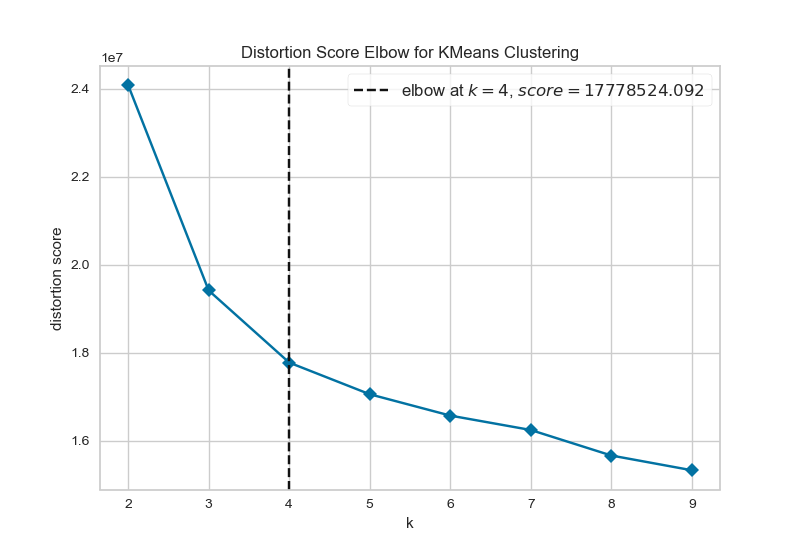 Distortion Score Elbow for KMeans Clustering
1e7
elbow at k = 4, score = 17778524.092
2.4
2.2
2.0
1.8
1.6
distortion score
2 3 4 5 6 7 8 9
k